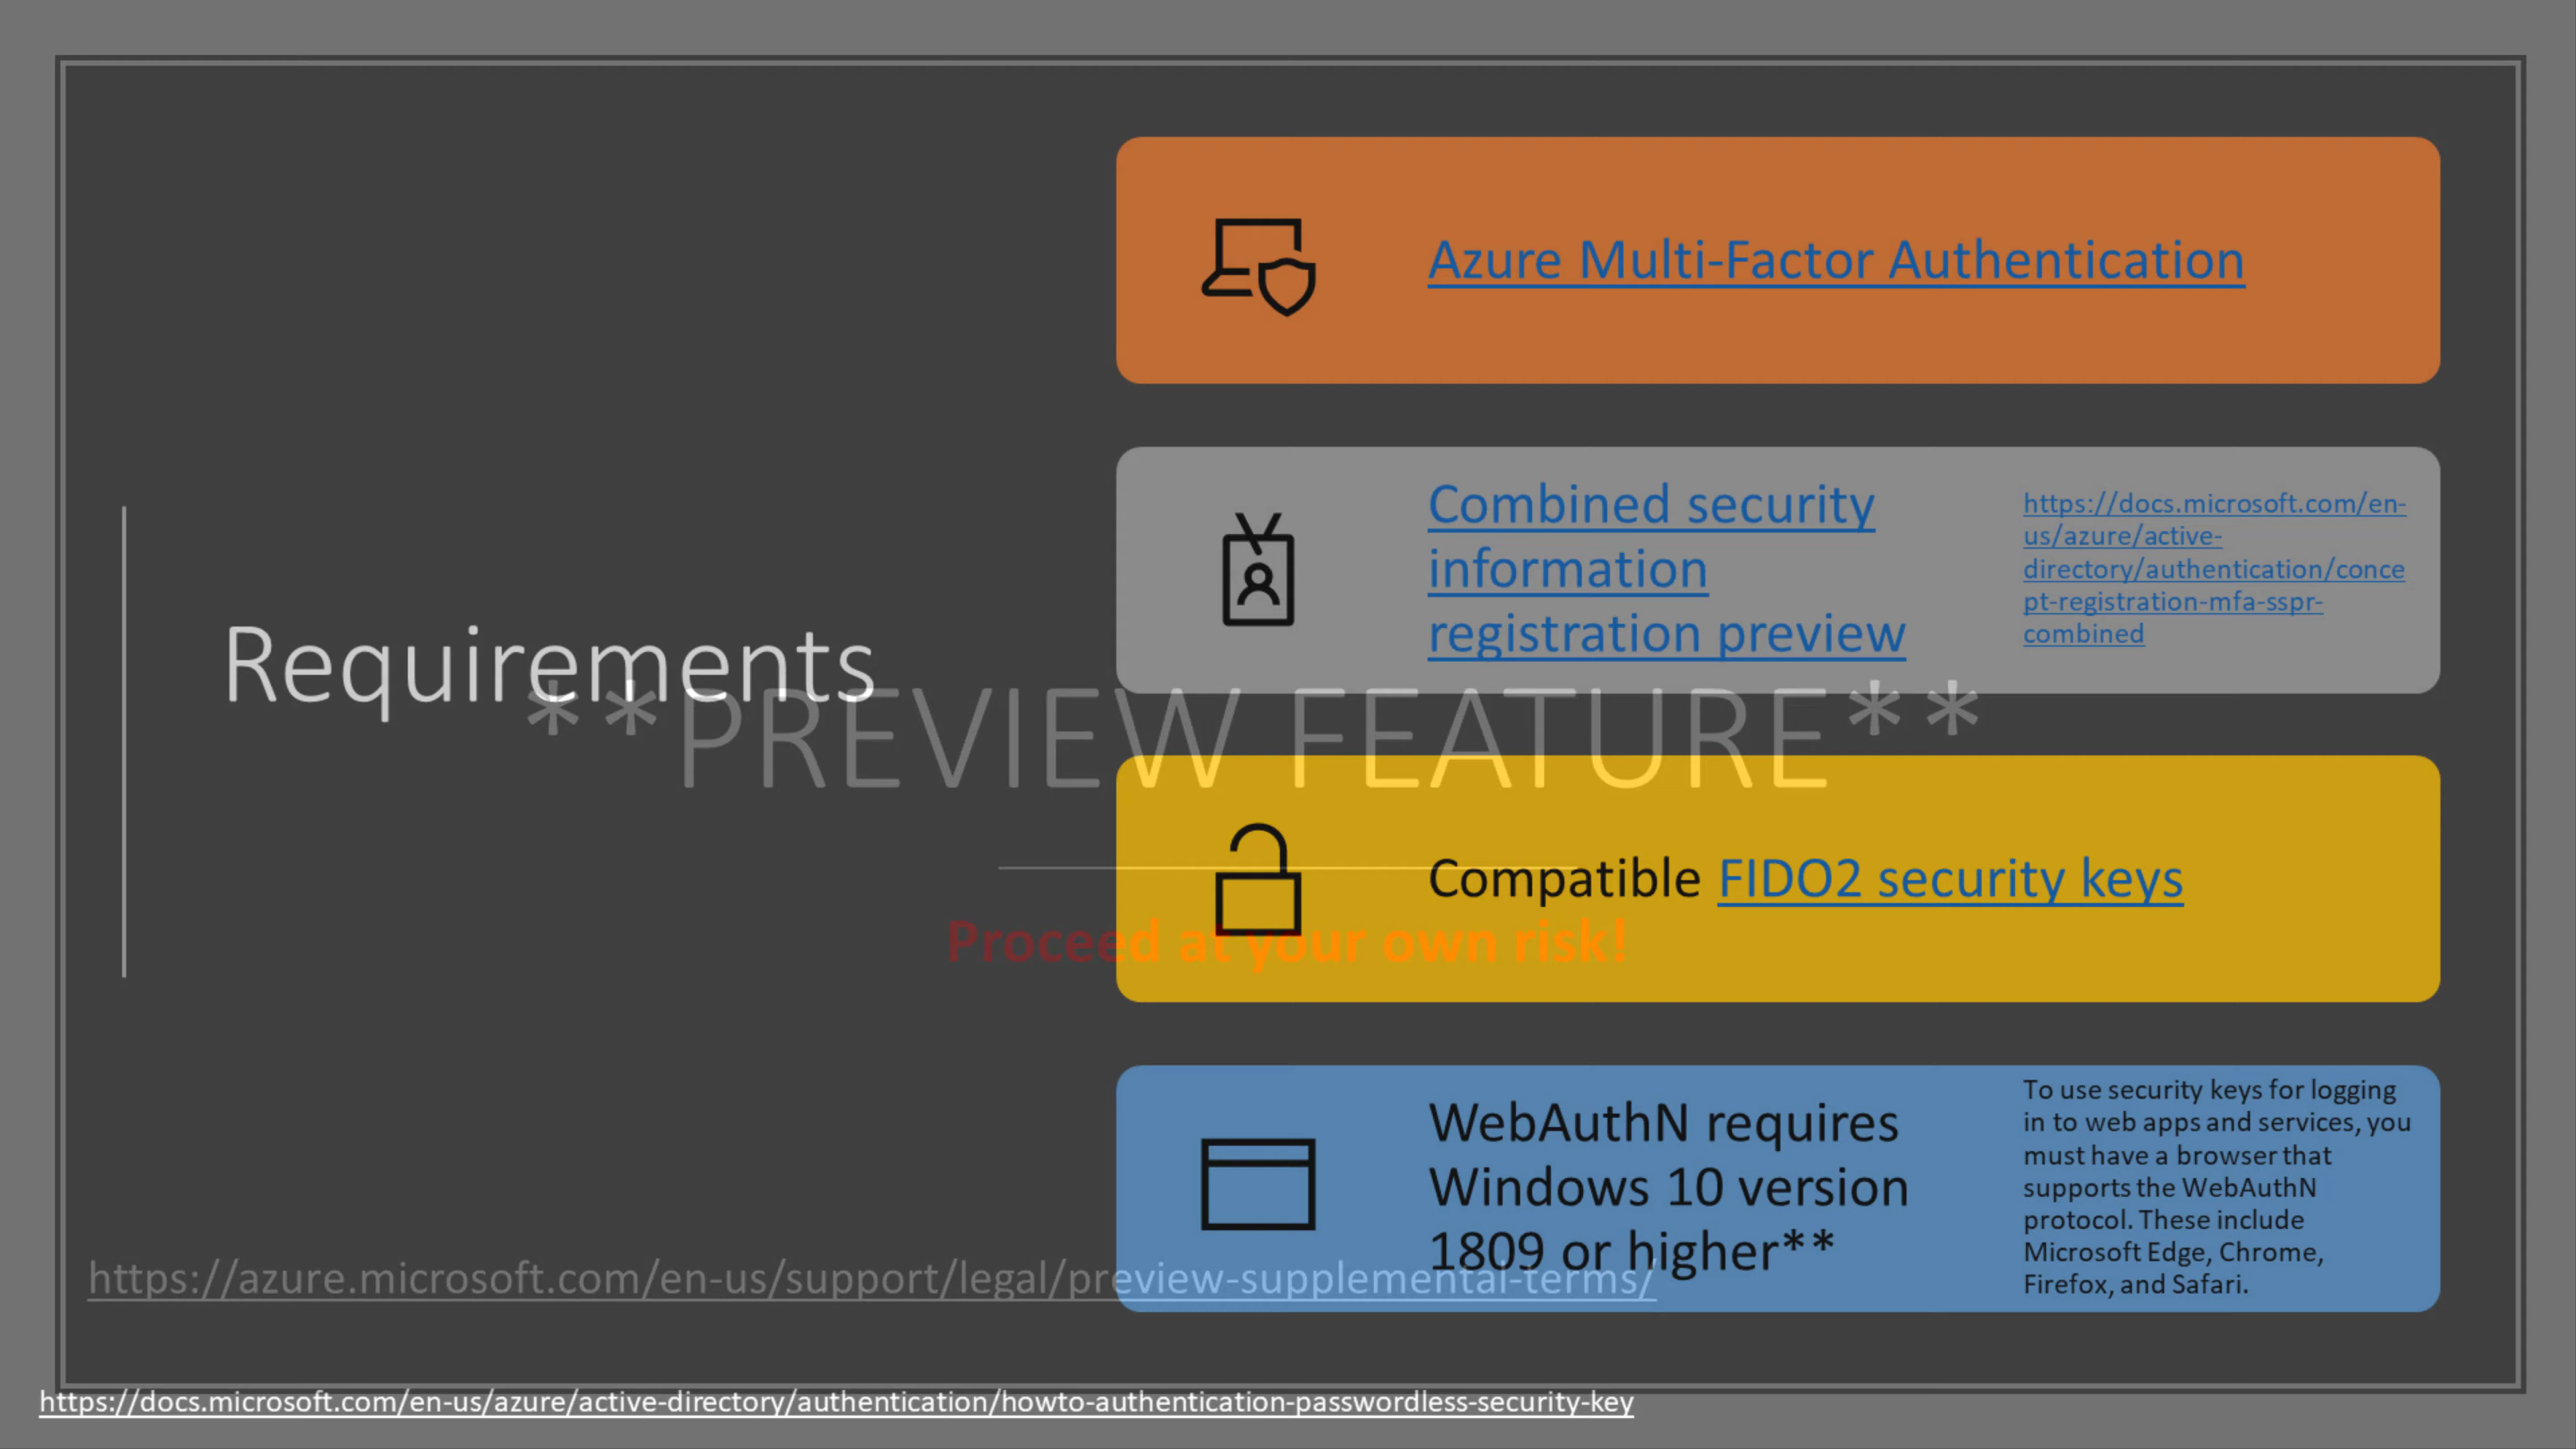 Azure Multi-Factor Authentication
Combined security
information
registration preview
https://docs.microsoft.com/en-
us/azure/active-
directory/authentication/conce
pt-registration-mfa-sspr-
combined
Requirements
**PREVIEW FEATURE**
Compatible FIDO2 security keys
Proceed at your own risk!
WebAuthN requires
Windows 10 version
1809 or higher**
To use security keys for logging
in to web apps and services, you
must have a browser that
supports the WebAuthN
protocol. These include
Microsoft Edge, Chrome,
Firefox, and Safari.
https://azure.microsoft.com/en-us/support/legal/preview-supplemental-terms/
https://docs.microsoft.com/en-us/azure/active-directory/authentication/howto-authentication-passwordless-security-key